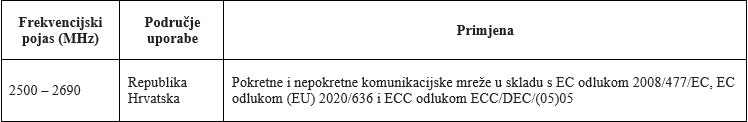 Frekvencijski
pojas (MHz)
Područje
uporabe
Primjena
2500 – 2690
Republika
Hrvatska
Pokretne i nepokretne komunikacijske mreže u skladu s EC odlukom 2008/477/EC, EC
odlukom (EU) 2020/636 i ECC odlukom ECC/DEC/(05)05